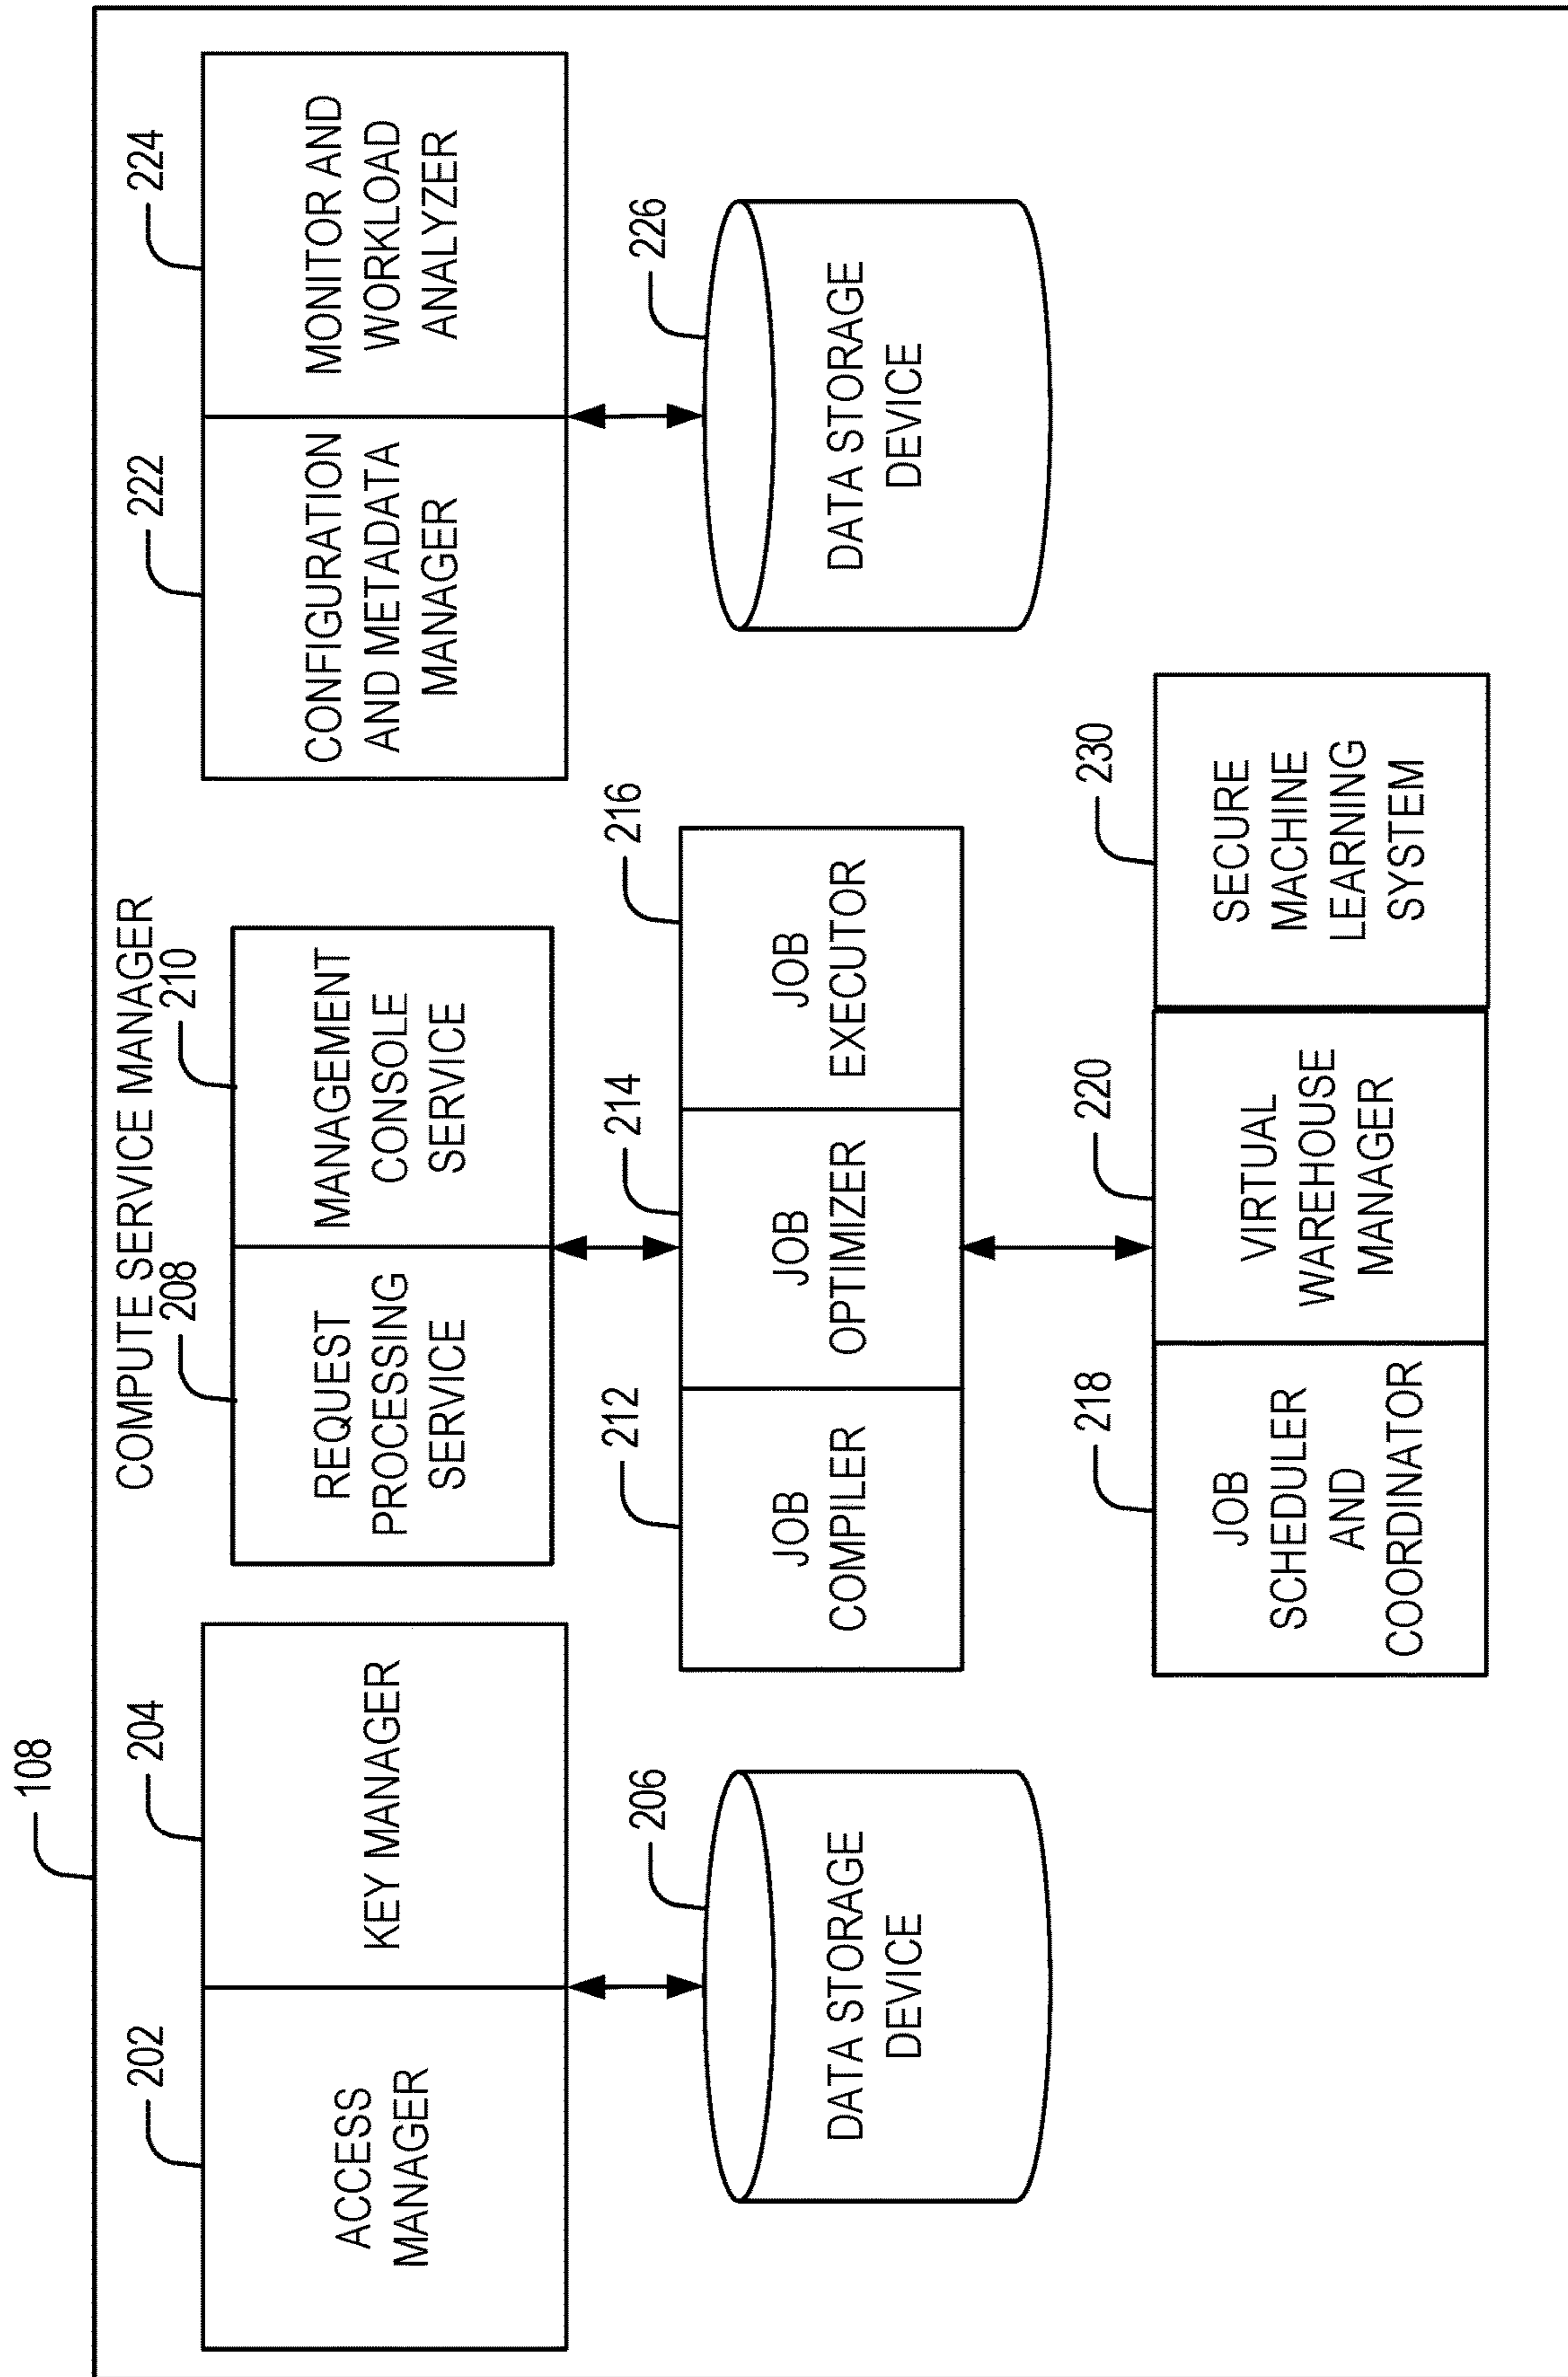 108
COMPUTE SERVICE MANAGER
202
204
ACCESS
MANAGER
KEY MANAGER
206
DATA STORAGE
DEVICE
208
210
REQUEST
PROCESSING
SERVICE
MANAGEMENT
CONSOLE
SERVICE
212
214
216
JOB
COMPILER
JOB
OPTIMIZER
JOB
EXECUTOR
218
220
230
JOB
SCHEDULER
AND
COORDINATOR
VIRTUAL
WAREHOUSE
MANAGER
SECURE
MACHINE
LEARNING
SYSTEM
222
224
CONFIGURATION
AND METADATA
MANAGER
MONITOR AND
WORKLOAD
ANALYZER
226
DATA STORAGE
DEVICE